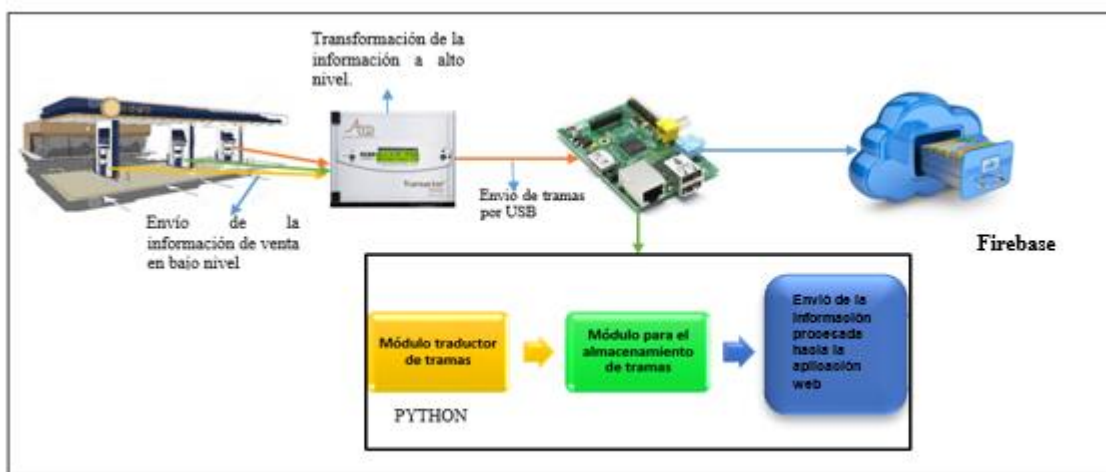 Transformación de la
información a alto
nivel.
Envío de la
información de venta
en bajo nivel
Envió de tramas
por USB
Firebase
Módulo traductor
de tramas
Módulo para el
almacenamiento
de tramas
Envió de la
información
procesada
hacia la
aplicación
web
PYTHON